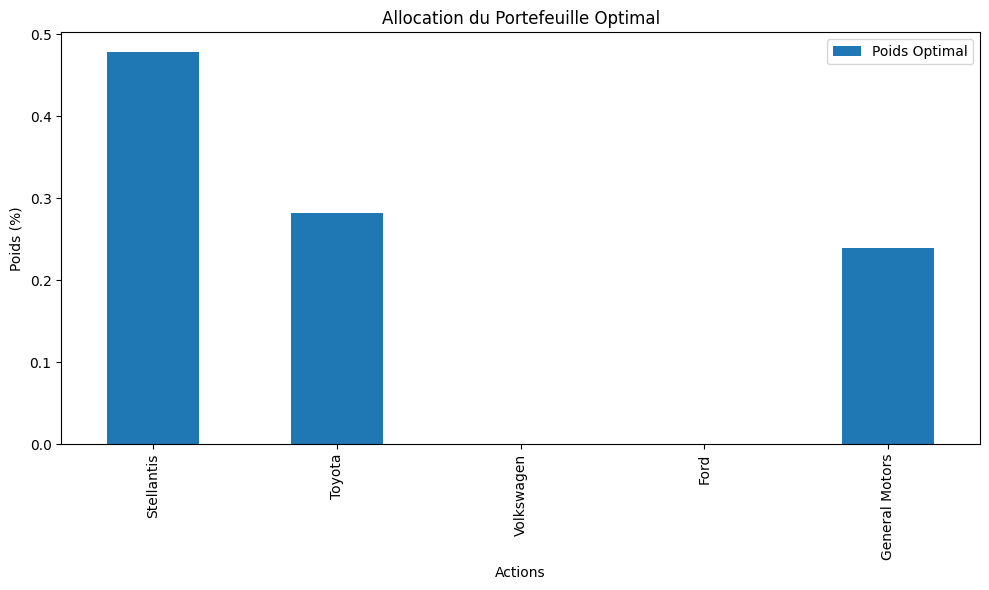 Allocation du Portefeuille Optimal
Poids Optimal
0.5
0.4
0.3
0.2
0.1
0.0
Poids (%)
Stellantis
Toyota
Volkswagen
Ford
General Motors
Actions